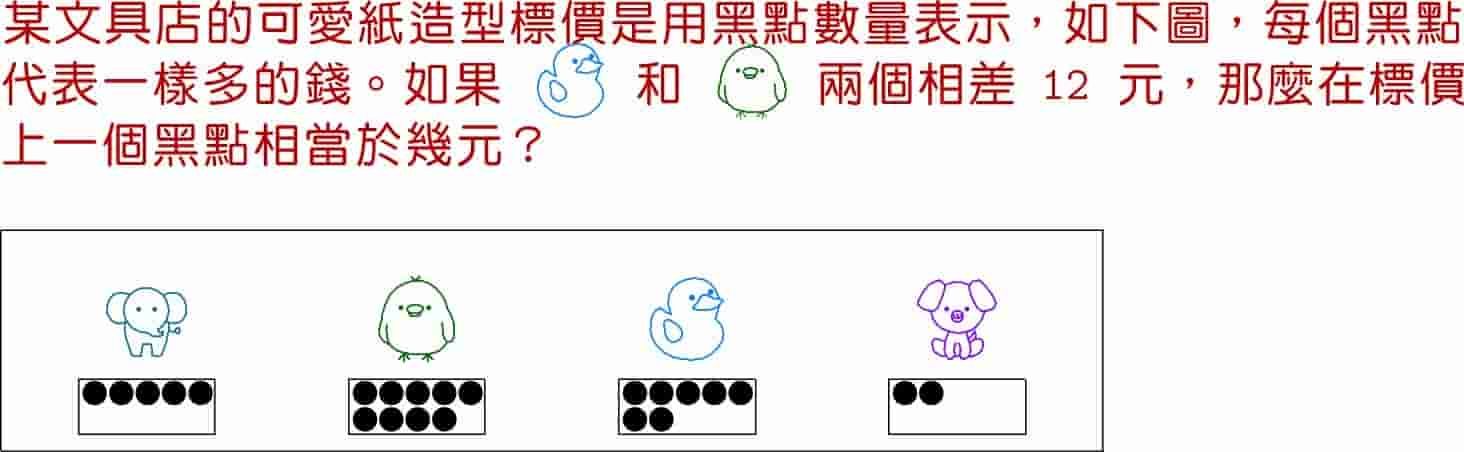 某文具店的可愛紙造型標價是用黑點數量表示，如下圖，每個黑點
代表一樣多的錢。如果 和 兩個相差 12 元，那麼在標價
上一個黑點相當於幾元？